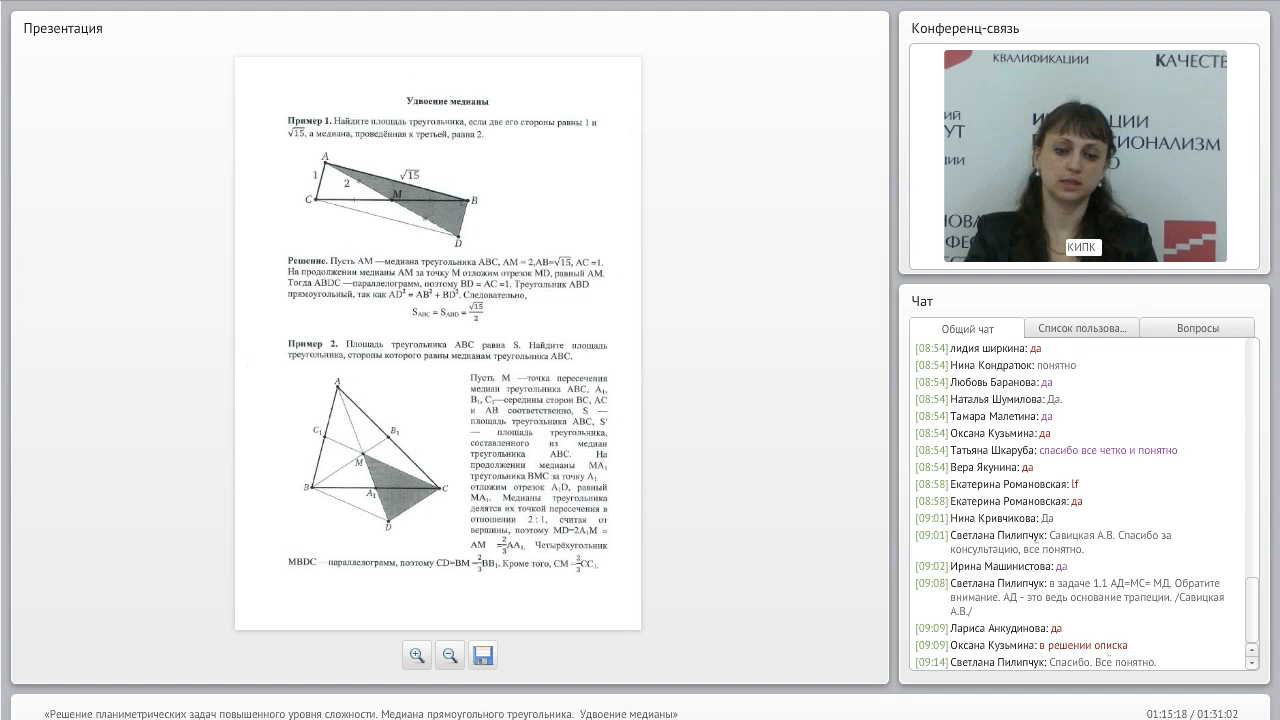 Презентация
Удвоение медианы
Пример 1. Найдите площадь треугольника, если две его стороны равны 1 и
√15, а медиана, проведённая к третьей, равна 2.
A
1
2
√15
C
M
B
D
Решение. Пусть AM —медиана треугольника ABC, AM = 2,AB=√15, AC =1.
На продолжении медианы AM за точку M отложим отрезок MD, равный AM.
Тогда ABDC —параллелограмм, поэтому BD = AC =1. Треугольник ABD
прямоугольный, так как AD² = AB² + BD². Следовательно,
S_ABC = S_ABD = √15/2
Пример 2. Площадь треугольника ABC равна S. Найдите площадь
треугольника, стороны которого равны медианам треугольника ABC.
A
C₁
B₁
M
B
A₁
C
D
Пусть M —точка пересечения
медиан треугольника ABC, A₁,
B₁, C₁—середины сторон BC, AC
и AB соответственно, S —
площадь треугольника ABC, S'
— площадь треугольника,
составленного из медиан
треугольника ABC. На
продолжении медианы MA₁
треугольника BMC за точку A₁
отложим отрезок A₁D, равный
MA₁. Медианы треугольника
делятся их точкой пересечения в
отношении 2 : 1, считая от
вершины, поэтому MD=2A₁M =
AM =2/3AA₁. Четырёхугольник
MBDC —параллелограмм, поэтому CD=BM =2/3BB₁. Кроме того, CM =2/3CC₁.
Конференц-связь
КВАЛИФИКАЦИИ
КАЧЕСТВ
КИПК
Чат
Общий чат
Список пользова...
Вопросы
[08:54] лидия ширкина: да
[08:54] Нина Кондратюк: понятно
[08:54] Любовь Баранова: да
[08:54] Наталья Шумилова: Да.
[08:54] Тамара Малетина: да
[08:54] Оксана Кузьмина: да
[08:54] Татьяна Шкаруба: спасибо все четко и понятно
[08:54] Вера Якунина: да
[08:58] Екатерина Романовская: lf
[08:58] Екатерина Романовская: да
[09:01] Нина Кривчикова: Да
[09:01] Светлана Пилипчук: Савицкая А.В. Спасибо за
консультацию, всё понятно.
[09:02] Ирина Машинистова: да
[09:08] Светлана Пилипчук: в задаче 1.1 АД=МС= МД. Обратите
внимание. АД - это ведь основание трапеции. /Савицкая
А.В./
[09:09] Лариса Анкудинова: да
[09:09] Оксана Кузьмина: в решении описка
[09:14] Светлана Пилипчук: Спасибо. Всё понятно.
«Решение планиметрических задач повышенного уровня сложности. Медиана прямоугольного треугольника. Удвоение медианы»
01:15:18 / 01:31:02